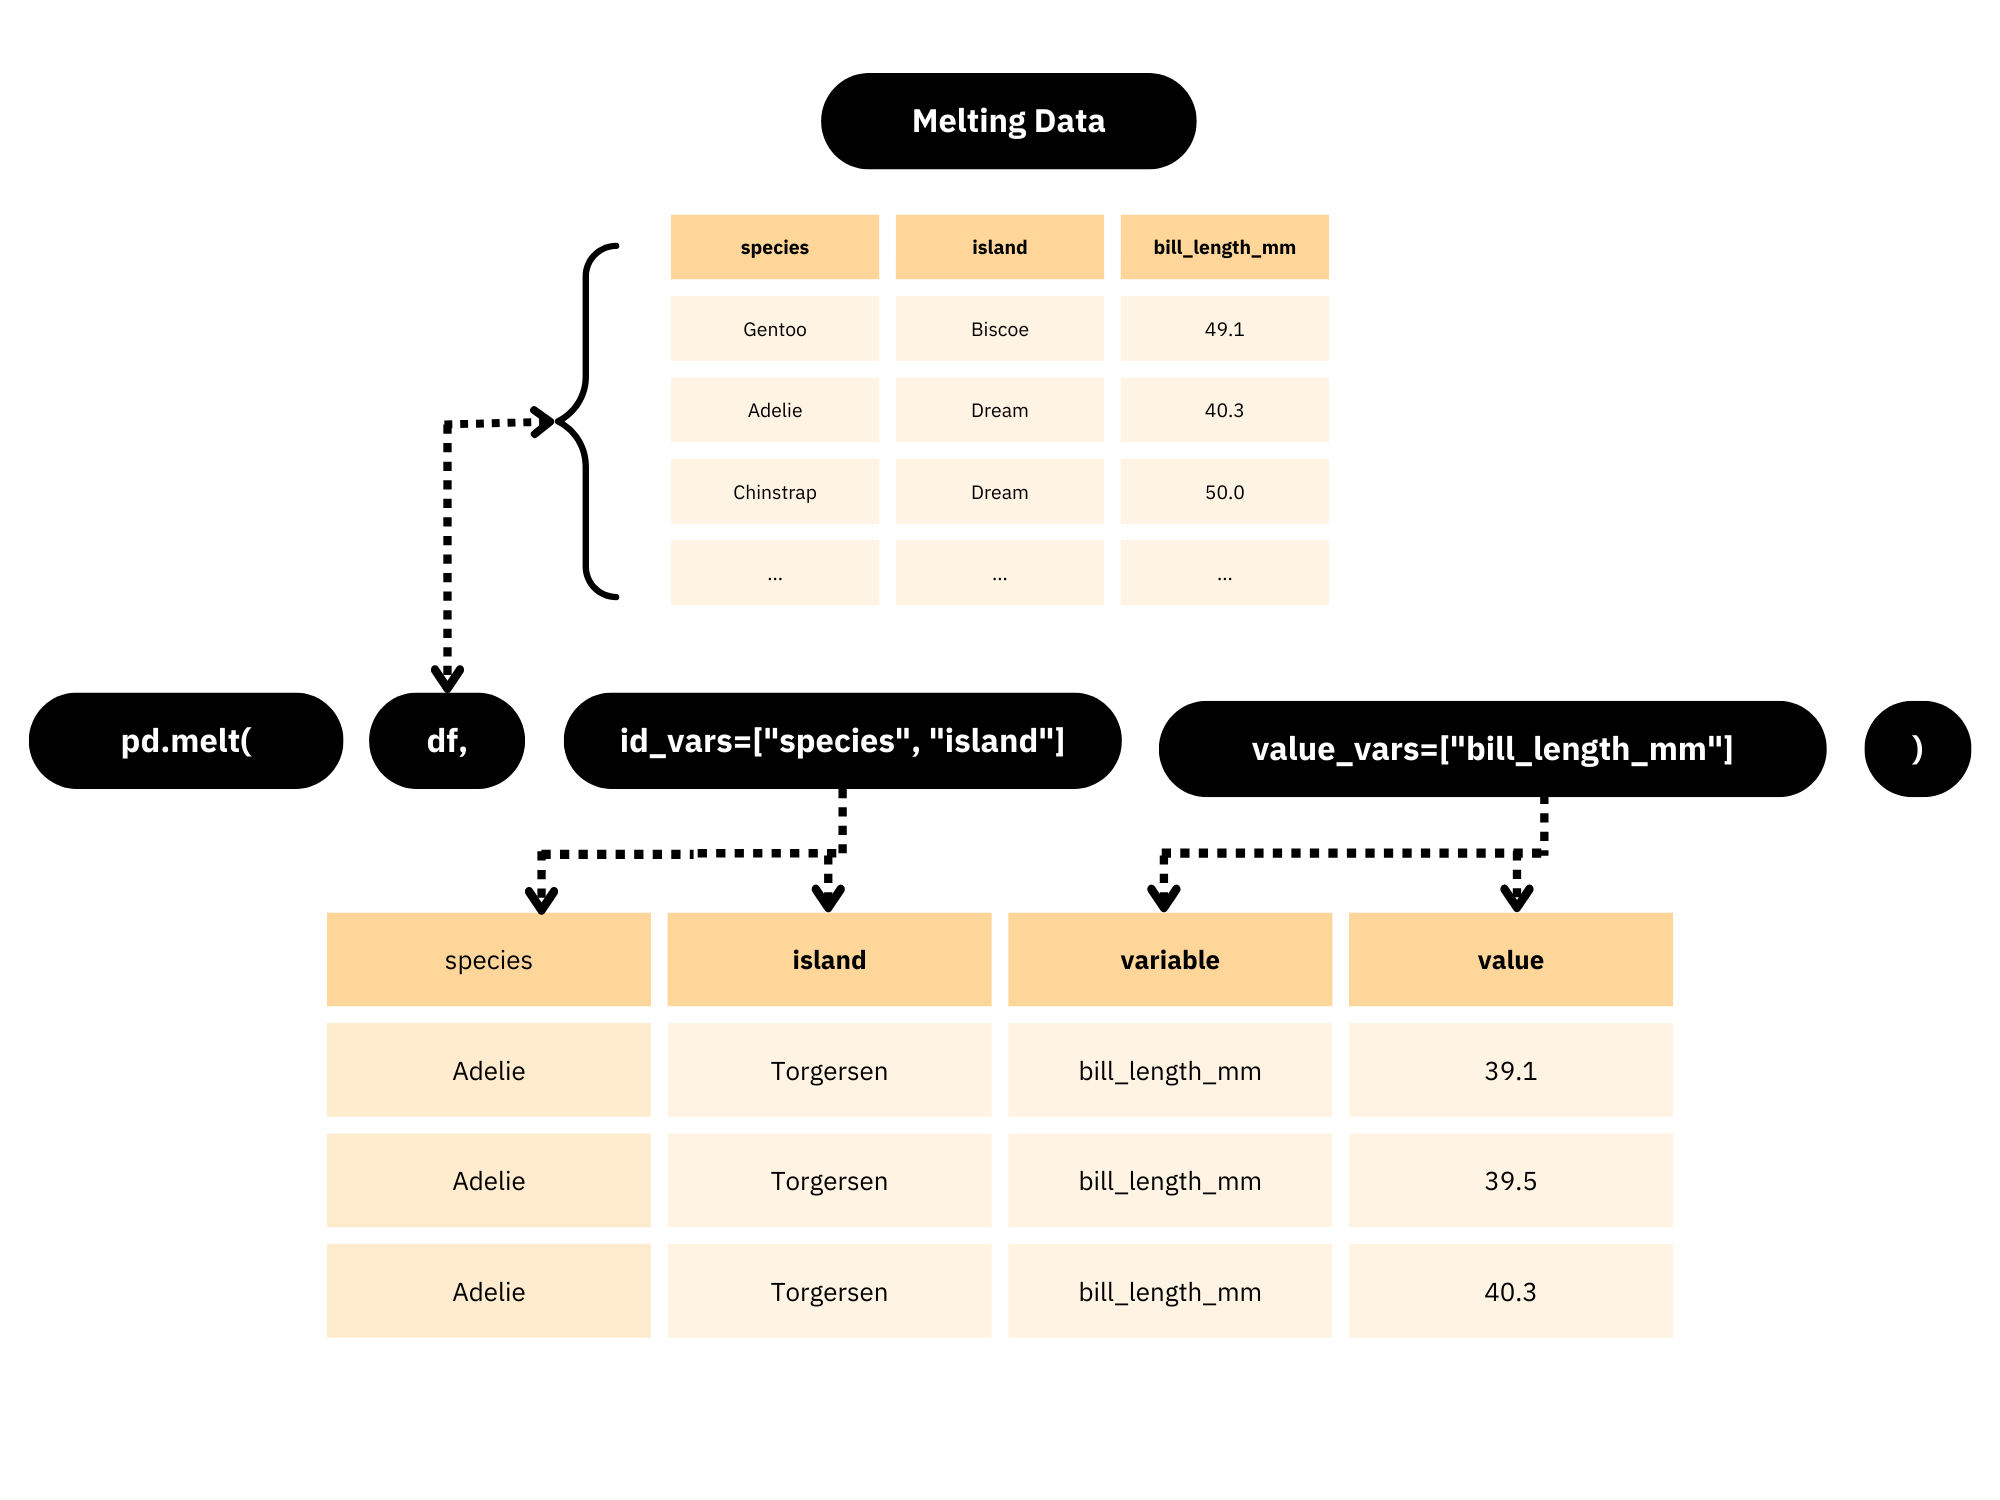 Melting Data
species island bill_length_mm
Gentoo Biscoe 49.1
Adelie Dream 40.3
Chinstrap Dream 50.0
... ... ...
pd.melt( df, id_vars=["species", "island"] value_vars=["bill_length_mm"] )
species island variable value
Adelie Torgersen bill_length_mm 39.1
Adelie Torgersen bill_length_mm 39.5
Adelie Torgersen bill_length_mm 40.3